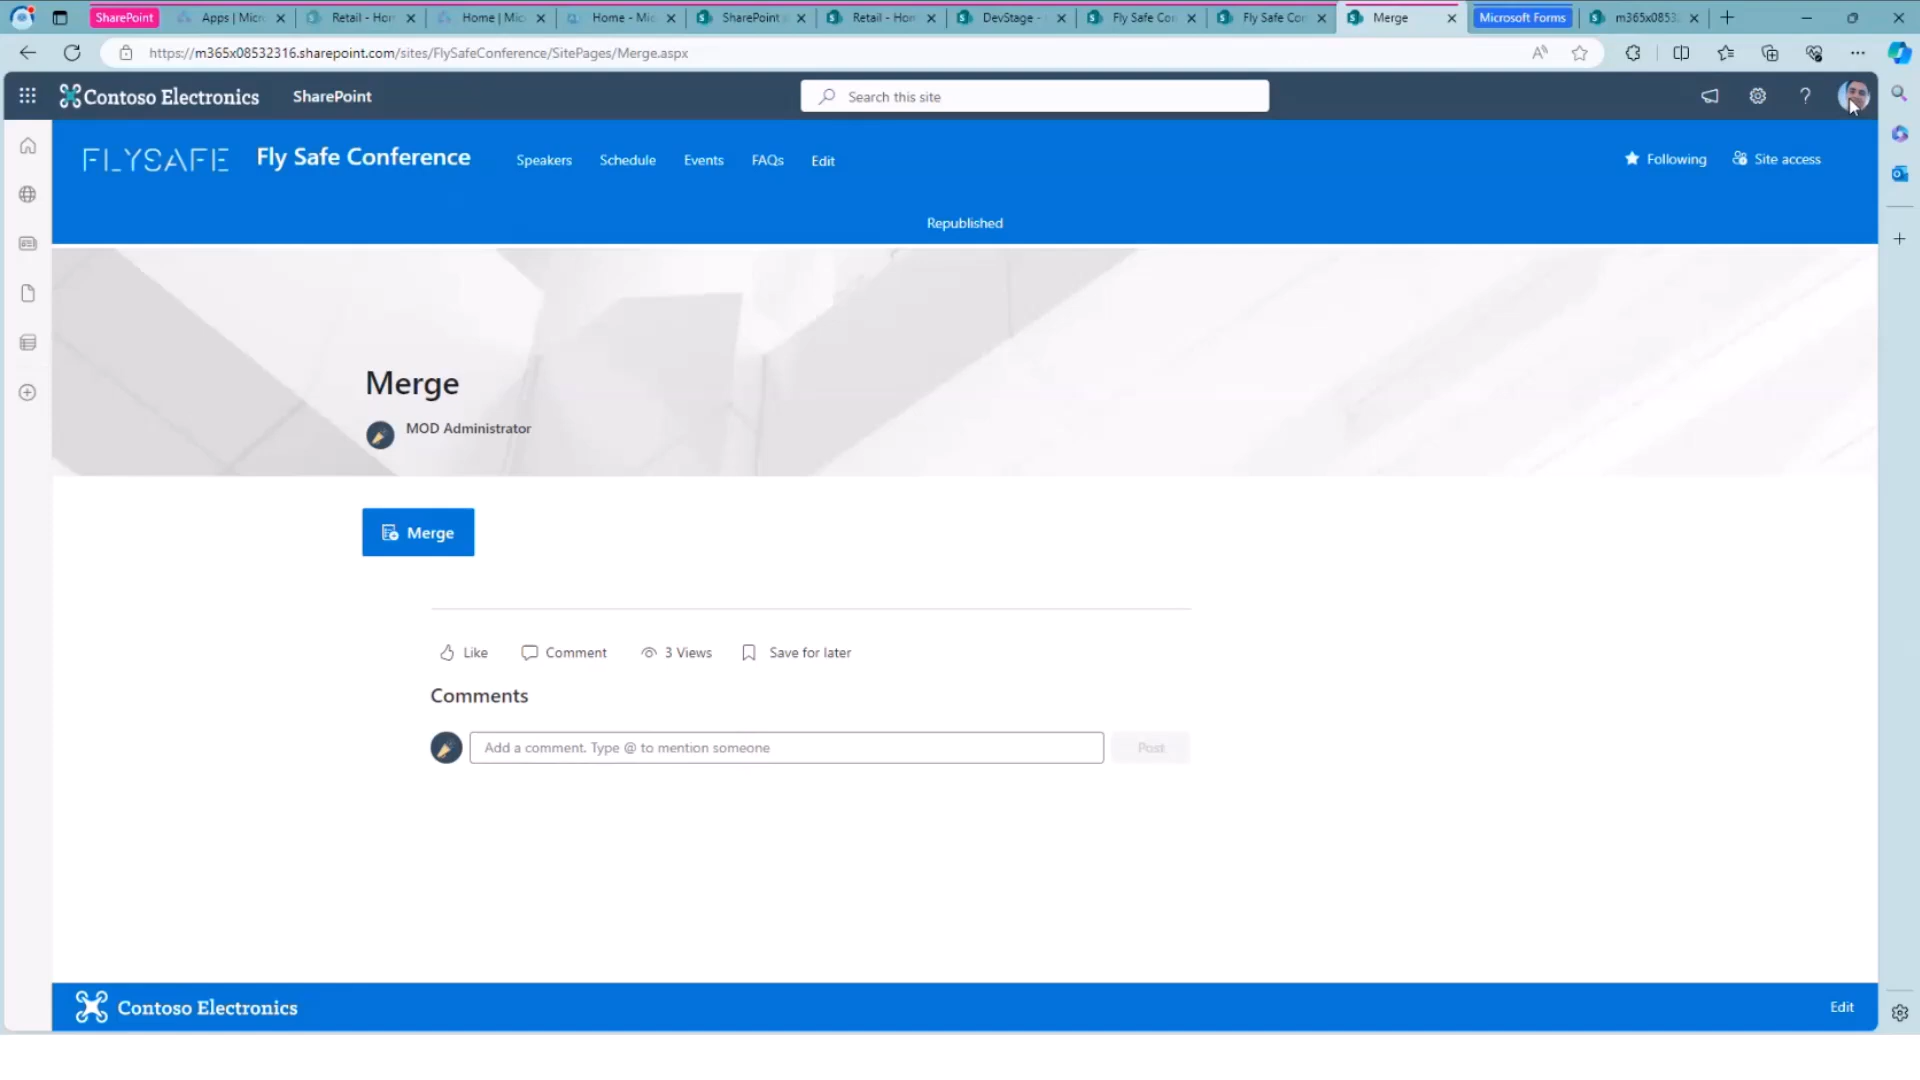 SharePoint
Apps | Micr
Retail - Hom
Home | Mic
Home - Mic
SharePoint
Retail - Hom
DevStage -
Fly Safe Con
Fly Safe Con
Merge
Microsoft Forms
m365x0853
https://m365x08532316.sharepoint.com/sites/FlySafeConference/SitePages/Merge.aspx
Contoso Electronics
SharePoint
Search this site
FLYSAFE
Fly Safe Conference
Speakers
Schedule
Events
FAQs
Edit
Following
Site access
Republished
Merge
MOD Administrator
Merge
Like
Comment
3 Views
Save for later
Comments
Add a comment. Type @ to mention someone
Post
Contoso Electronics
Edit